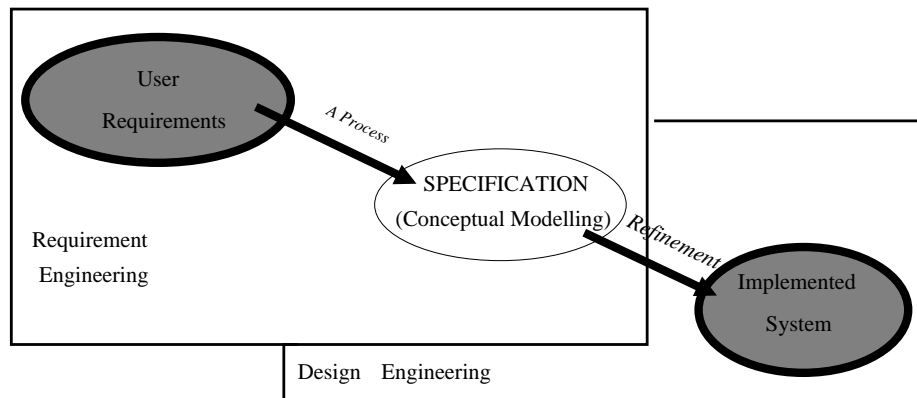 User
Requirements
A Process
SPECIFICATION
(Conceptual Modelling)
Refinement
Requirement
Engineering
Implemented
System
Design Engineering